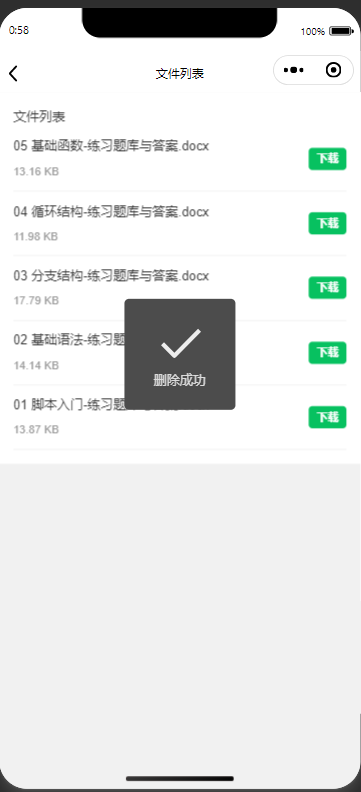 0:58
100%
文件列表
文件列表
05 基础函数-练习题库与答案.docx
下载
13.16 KB
04 循环结构-练习题库与答案.docx
下载
11.98 KB
03 分支结构-练习题库与答案.docx
下载
17.79 KB
02 基础语法-练习题
下载
14.14 KB
删除成功
01 脚本入门-练习题
下载
13.87 KB